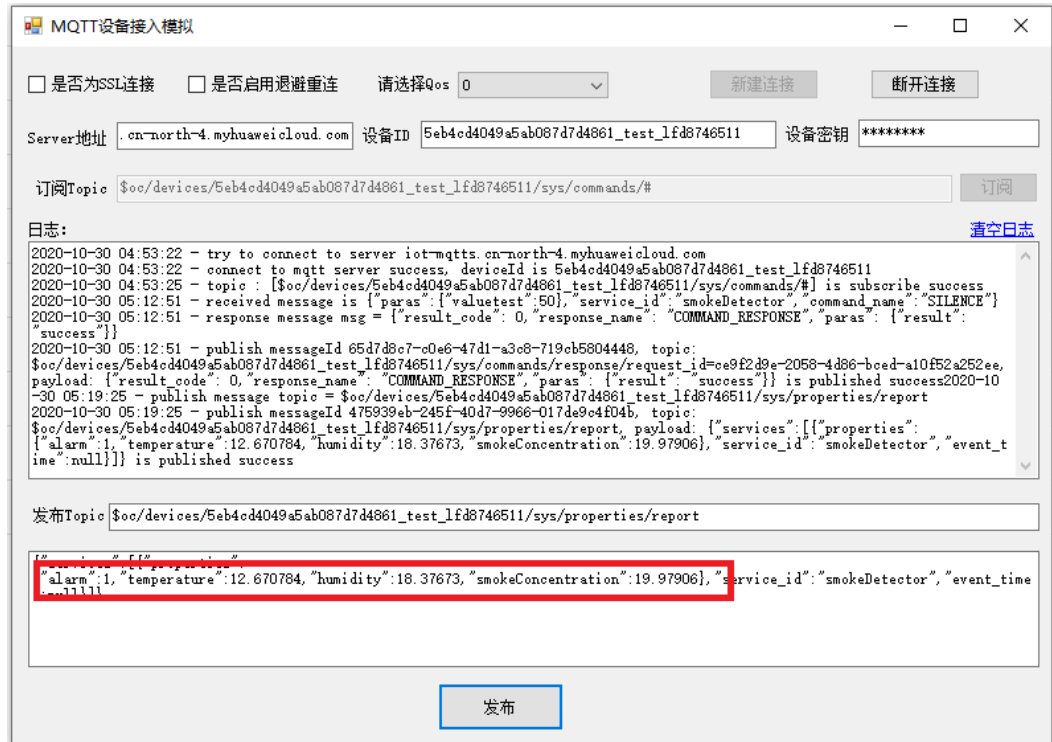 MQTT设备接入模拟
是否为SSL连接 是否启用退避重连 请选择Qos 0 新建连接 断开连接
Server地址 .cn-north-4.myhuaweicloud.com 设备ID 5eb4cd4049a5ab087d7d4861_test_lfd8746511 设备密钥 ********
订阅Topic $oc/devices/5eb4cd4049a5ab087d7d4861_test_lfd8746511/sys/commands/# 订阅
日志: 清空日志
2020-10-30 04:53:22 - try to connect to server iot-mqtts.cn-north-4.myhuaweicloud.com
2020-10-30 04:53:22 - connect to mqtt server success, deviceId is 5eb4cd4049a5ab087d7d4861_test_lfd8746511
2020-10-30 04:53:25 - topic : [$oc/devices/5eb4cd4049a5ab087d7d4861_test_lfd8746511/sys/commands/#] is subscribe success
2020-10-30 05:12:51 - received message is {"paras":{"valuetest":50},"service_id":"smokeDetector","command_name":"SILENCE"}
2020-10-30 05:12:51 - response message msg = {"result_code": 0,"response_name": "COMMAND_RESPONSE","paras": {"result":
"success"}}
2020-10-30 05:12:51 - publish messageId 65d7d8c7-c0e6-47d1-a3c8-719cb5804448, topic:
$oc/devices/5eb4cd4049a5ab087d7d4861_test_lfd8746511/sys/commands/response/request_id=ce9f2d9e-2058-4d86-bced-a10f52a252ee,
payload: {"result_code": 0,"response_name": "COMMAND_RESPONSE","paras": {"result": "success"}} is published success2020-10
-30 05:19:25 - publish message topic = $oc/devices/5eb4cd4049a5ab087d7d4861_test_lfd8746511/sys/properties/report
2020-10-30 05:19:25 - publish messageId 475939eb-245f-40d7-9966-017de9c4f04b, topic:
$oc/devices/5eb4cd4049a5ab087d7d4861_test_lfd8746511/sys/properties/report, payload: {"services":[{"properties":
{"alarm":1,"temperature":12.670784,"humidity":18.37673,"smokeConcentration":19.97906},"service_id":"smokeDetector","event_t
ime":null}]} is published success
发布Topic $oc/devices/5eb4cd4049a5ab087d7d4861_test_lfd8746511/sys/properties/report
"alarm":1,"temperature":12.670784,"humidity":18.37673,"smokeConcentration":19.97906},"service_id":"smokeDetector","event_time
发布